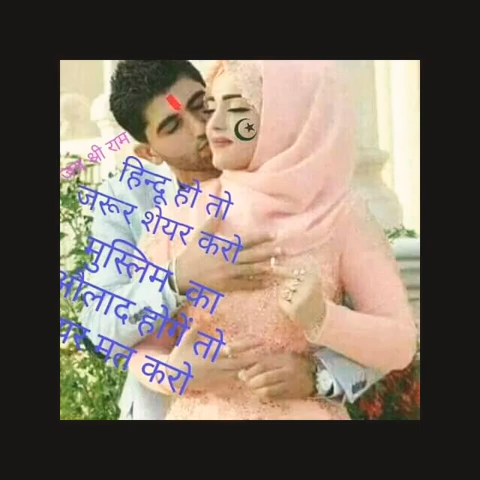 जय श्री राम
हिन्दू हो तो
जरूर शेयर करो
मुस्लिम का
औलाद होगें तो
मत करो